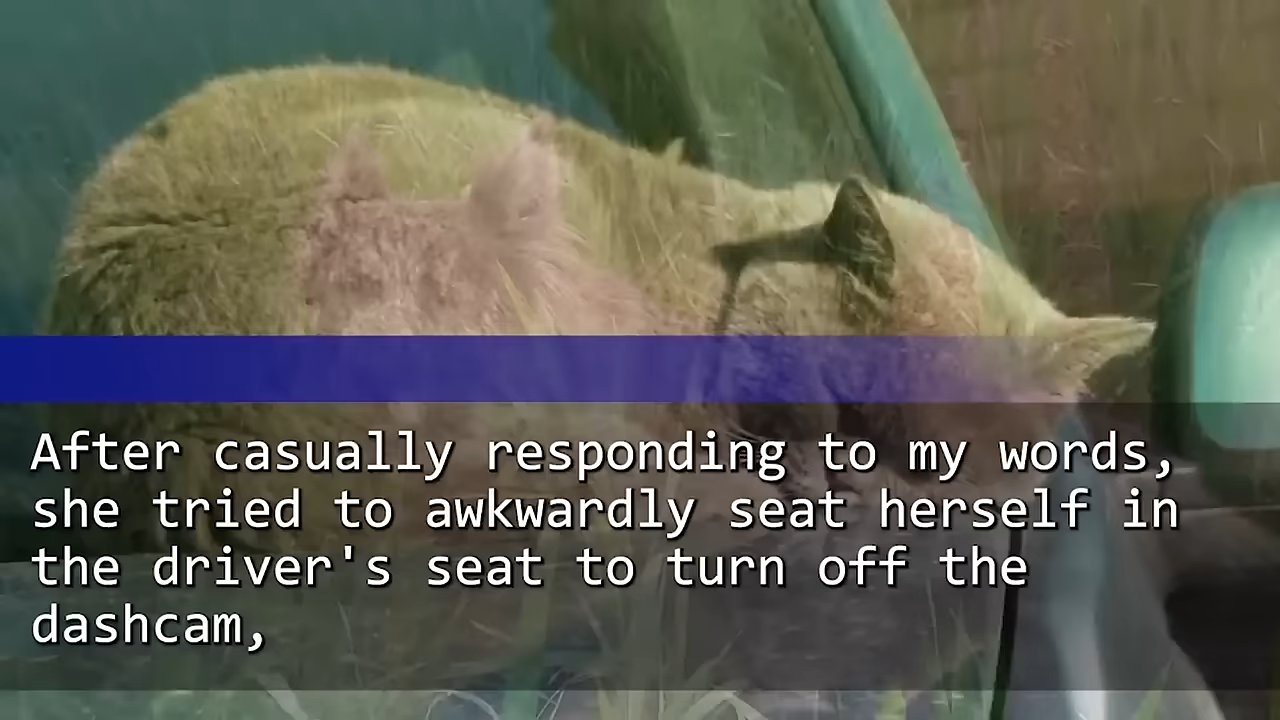 After casually responding to my words,
she tried to awkwardly seat herself in
the driver's seat to turn off the
dashcam,